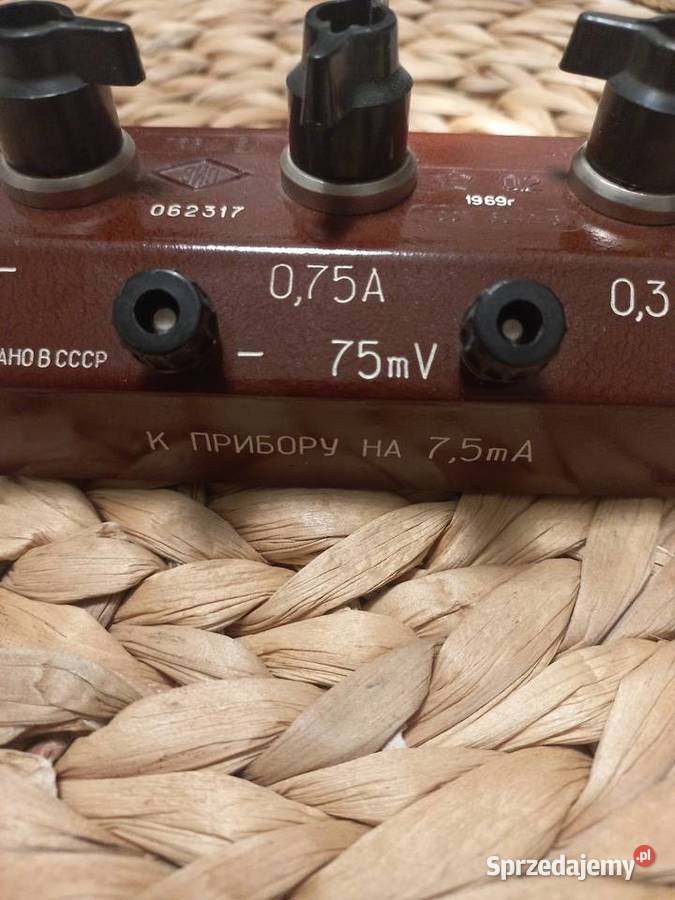 062317
1969г
–
0,75А
0,3
АНО В СССР
– 75mV
К ПРИБОРУ НА 7,5mA
Sprzedajemy.pl